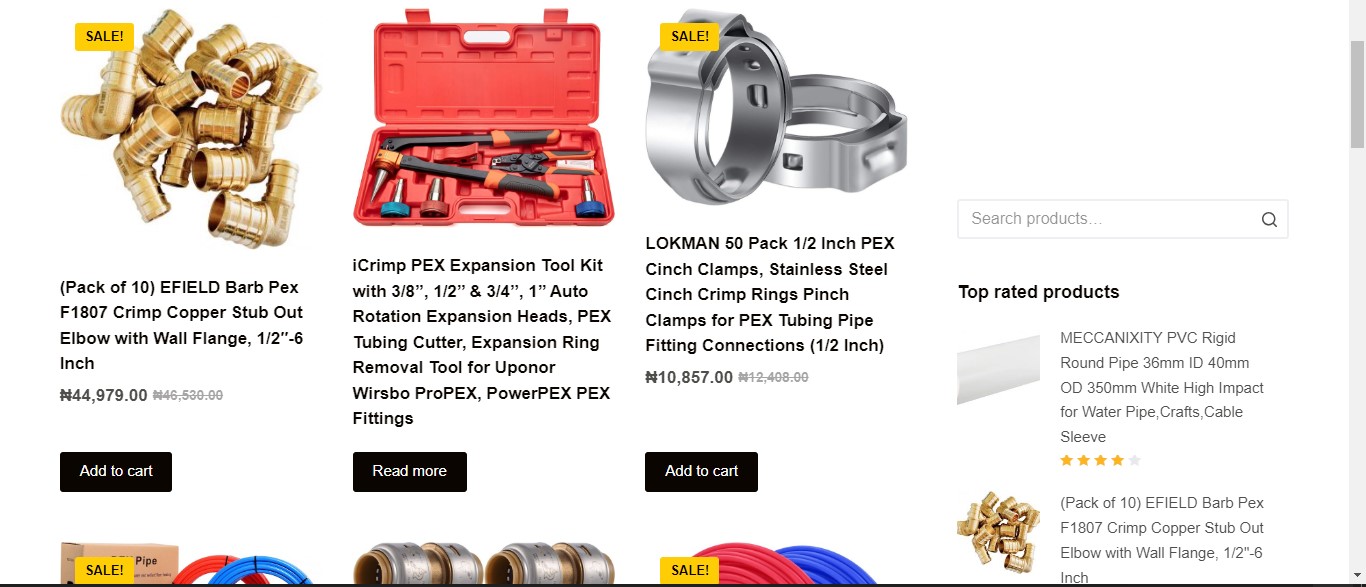 SALE!
(Pack of 10) EFIELD Barb Pex
F1807 Crimp Copper Stub Out
Elbow with Wall Flange, 1/2″-6
Inch
₦44,979.00 ₦46,530.00
Add to cart
iCrimp PEX Expansion Tool Kit
with 3/8”, 1/2” & 3/4”, 1” Auto
Rotation Expansion Heads, PEX
Tubing Cutter, Expansion Ring
Removal Tool for Uponor
Wirsbo ProPEX, PowerPEX PEX
Fittings
Read more
SALE!
LOKMAN 50 Pack 1/2 Inch PEX
Cinch Clamps, Stainless Steel
Cinch Crimp Rings Pinch
Clamps for PEX Tubing Pipe
Fitting Connections (1/2 Inch)
₦10,857.00 ₦12,408.00
Add to cart
SALE!
SALE!
Search products…
Top rated products
MECCANIXITY PVC Rigid
Round Pipe 36mm ID 40mm
OD 350mm White High Impact
for Water Pipe,Crafts,Cable
Sleeve
(Pack of 10) EFIELD Barb Pex
F1807 Crimp Copper Stub Out
Elbow with Wall Flange, 1/2"-6
Inch